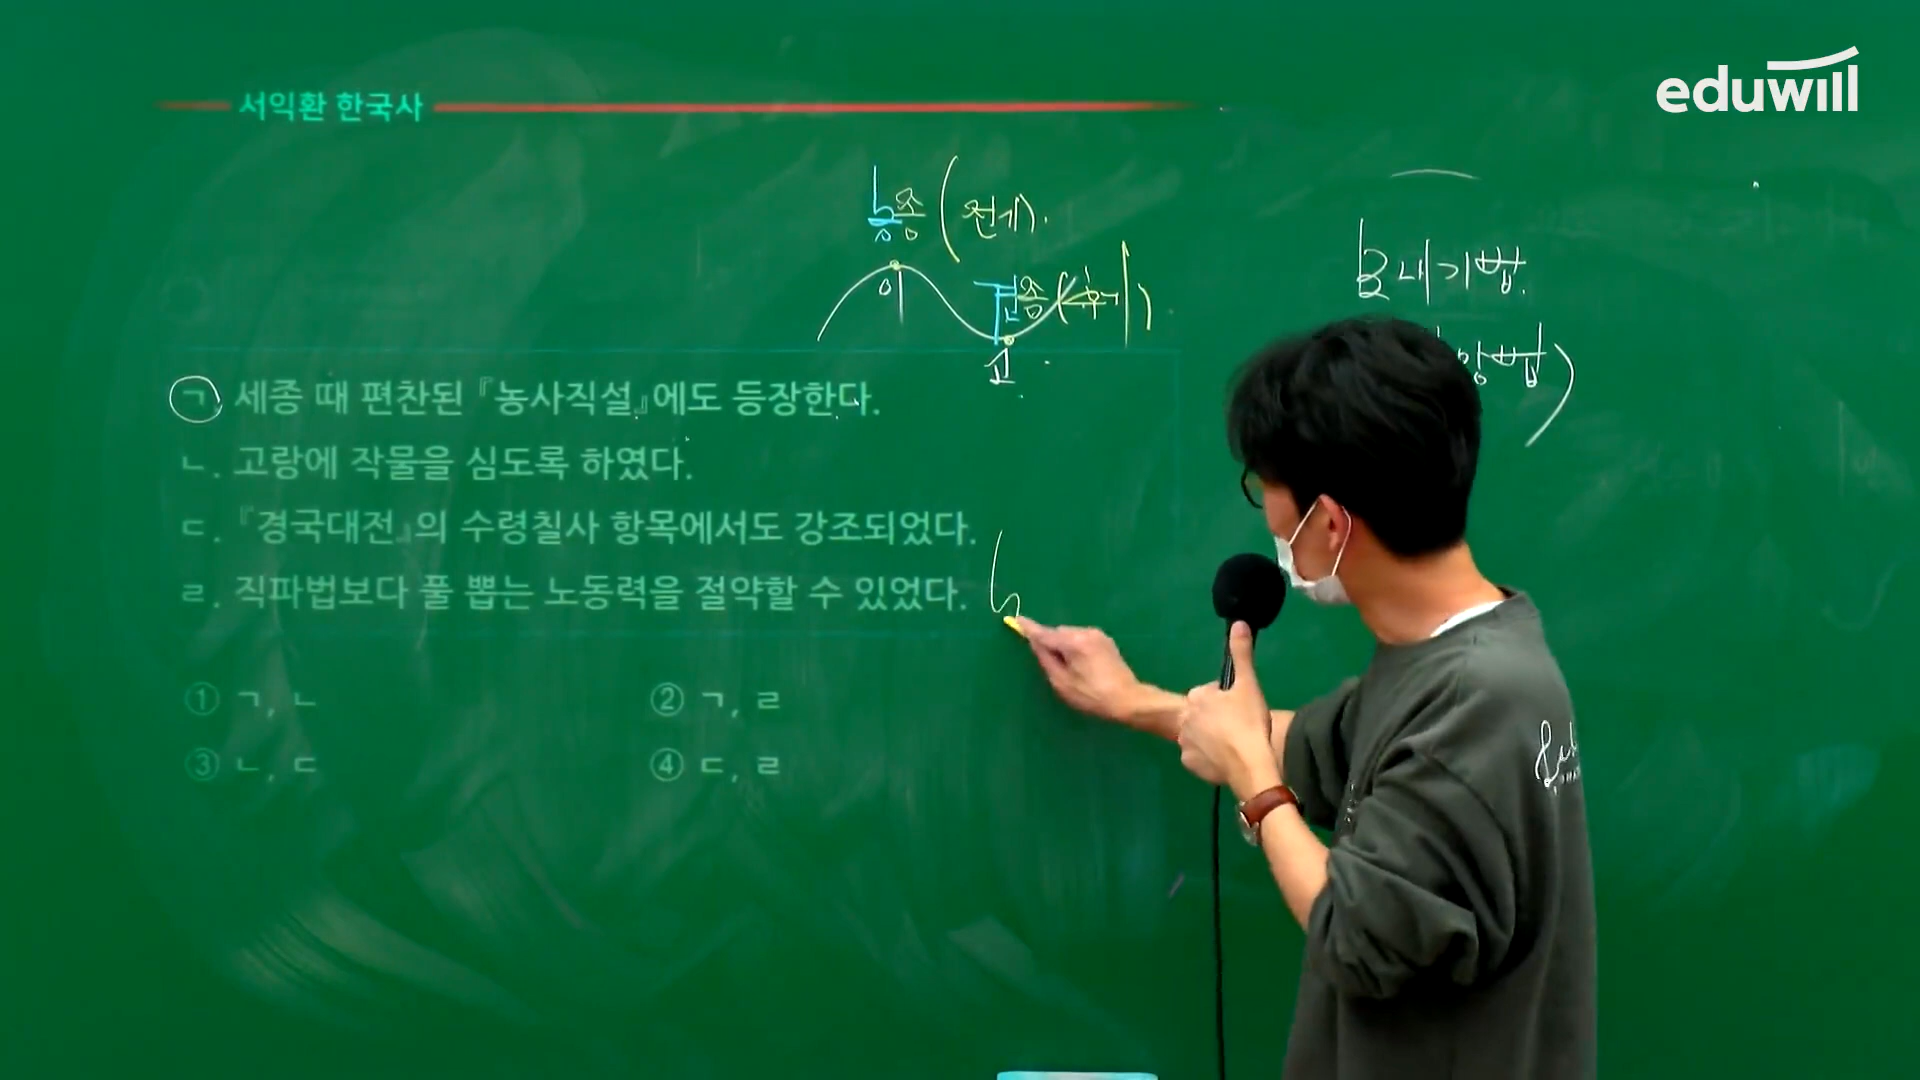 eduwill
서익환 한국사
농종 (전기)
이
견종 (후기)
고
모내기법
앙법)
ㄱ. 세종 때 편찬된 『농사직설』에도 등장한다.
ㄴ. 고랑에 작물을 심도록 하였다.
ㄷ. 『경국대전』의 수령칠사 항목에서도 강조되었다.
ㄹ. 직파법보다 풀 뽑는 노동력을 절약할 수 있었다.
① ㄱ, ㄴ
② ㄱ, ㄹ
③ ㄴ, ㄷ
④ ㄷ, ㄹ